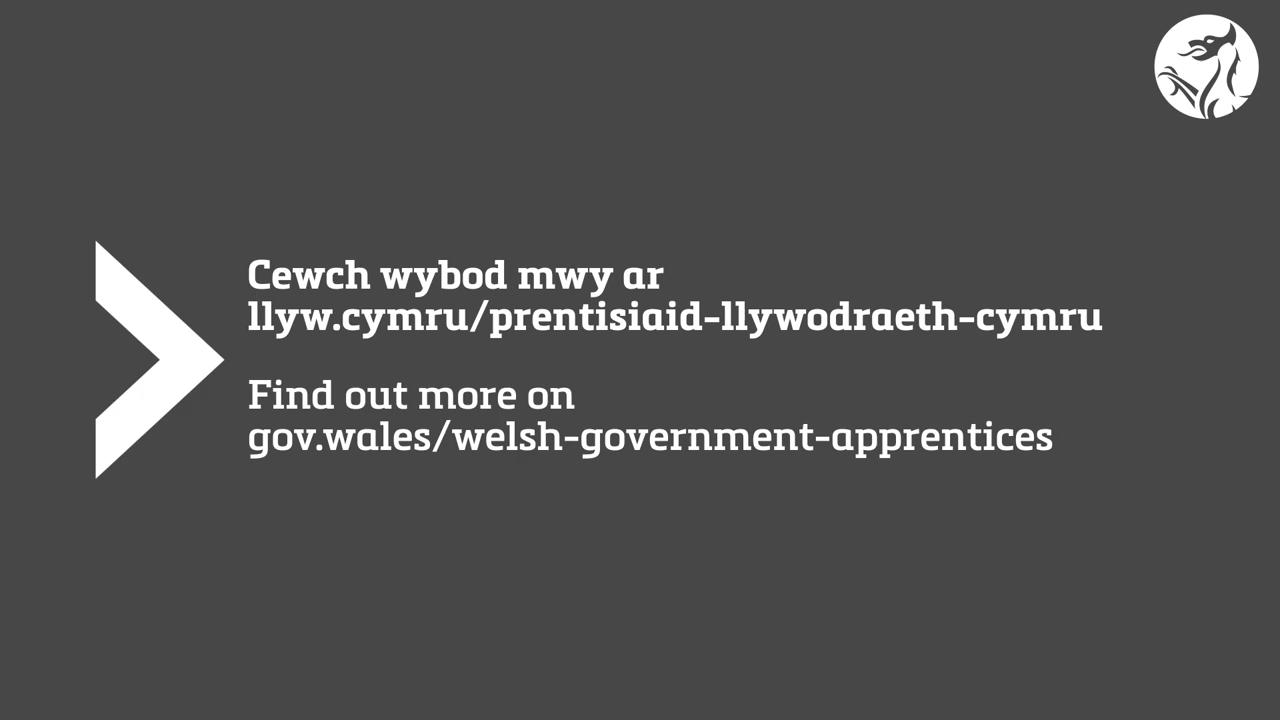 Cewch wybod mwy ar
llyw.cymru/prentisiaid-llywodraeth-cymru
Find out more on
gov.wales/welsh-government-apprentices